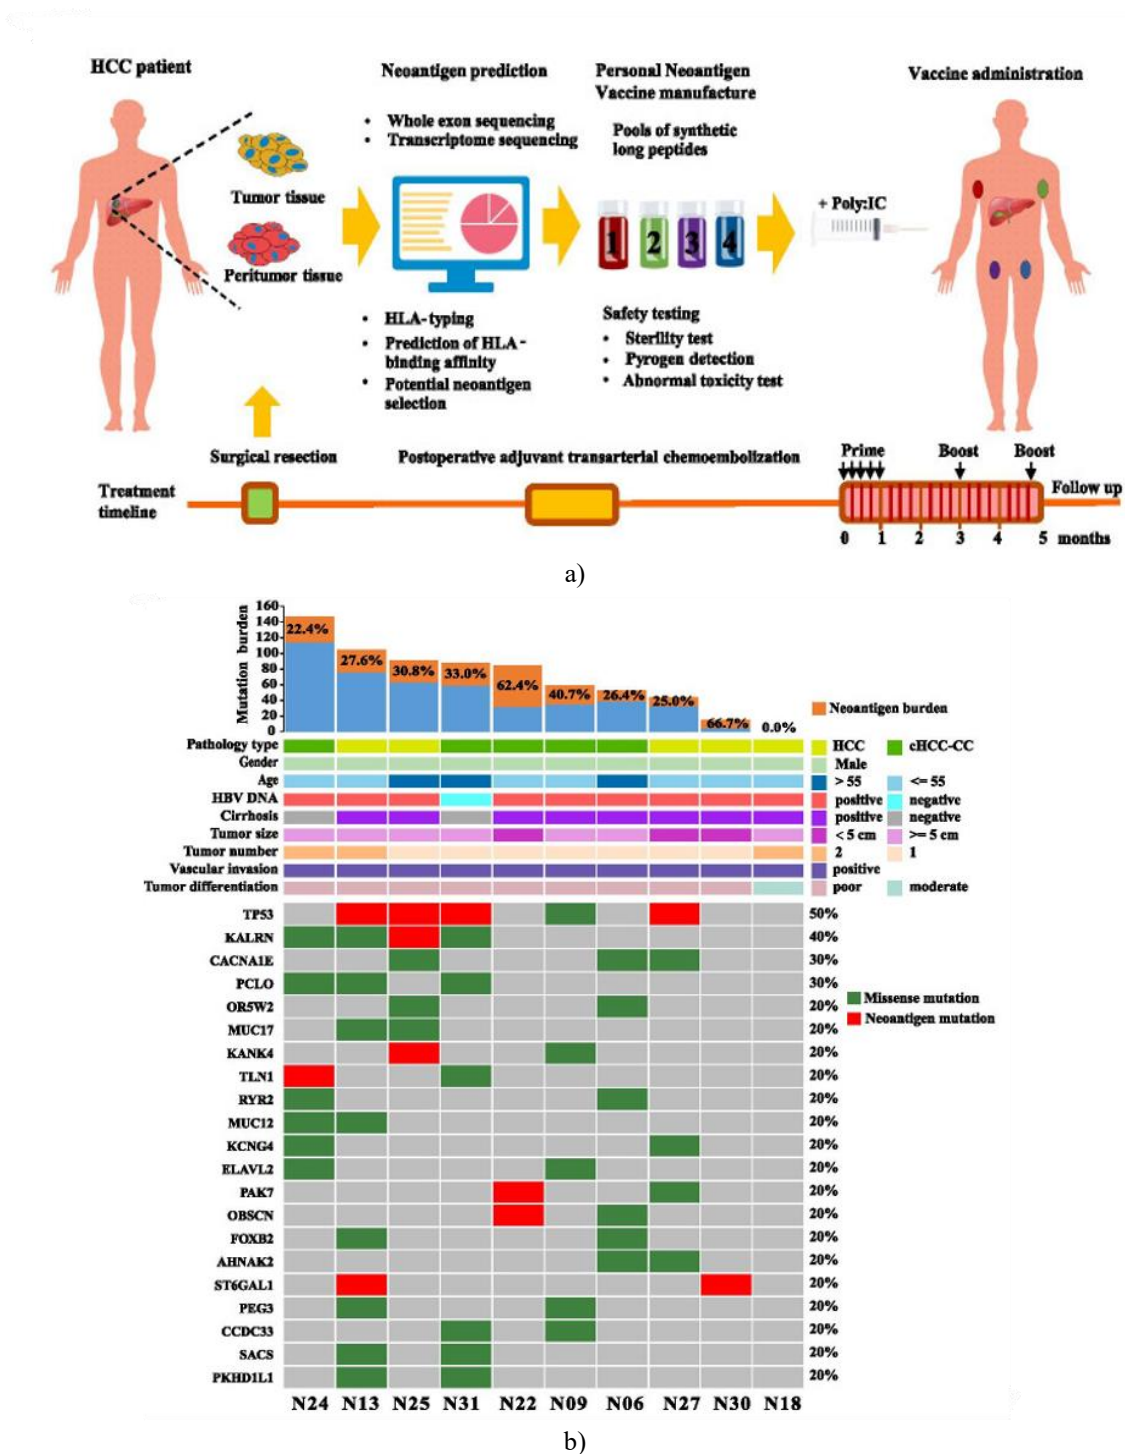 HCC patient
Neoantigen prediction
Personal Neoantigen
Vaccine manufacture
Vaccine administration
• Whole exon sequencing
• Transcriptome sequencing
Pools of synthetic
long peptides
Tumor tissue
Peritumor tissue
1 2 3 4
+ Poly:IC
• HLA-typing
• Prediction of HLA-
binding affinity
• Potential neoantigen
selection
Safety testing
• Sterility test
• Pyrogen detection
• Abnormal toxicity test
Surgical resection
Postoperative adjuvant transarterial chemoembolization
Prime Boost Boost
Treatment
timeline
Follow up
0 1 2 3 4 5 months
a)
Mutation burden
160
140
120
100
80
60
40
20
0
22.4% 27.6% 30.8% 33.0% 62.4% 40.7% 26.4% 25.0% 66.7% 0.0%
Neoantigen burden
Pathology type HCC cHCC-CC
Gender Male
Age > 55 <= 55
HBV DNA positive negative
Cirrhosis positive negative
Tumor size < 5 cm >= 5 cm
Tumor number 2 1
Vascular invasion positive
Tumor differentiation poor moderate
TP53 50%
KALRN 40%
CACNA1E 30%
PCLO 30%
OR5W2 20%
MUC17 20%
KANK4 20%
TLN1 20%
RYR2 20%
MUC12 20%
KCNG4 20%
ELAVL2 20%
PAK7 20%
OBSCN 20%
FOXB2 20%
AHNAK2 20%
ST6GAL1 20%
PEG3 20%
CCDC33 20%
SACS 20%
PKHD1L1 20%
Missense mutation
Neoantigen mutation
N24 N13 N25 N31 N22 N09 N06 N27 N30 N18
b)